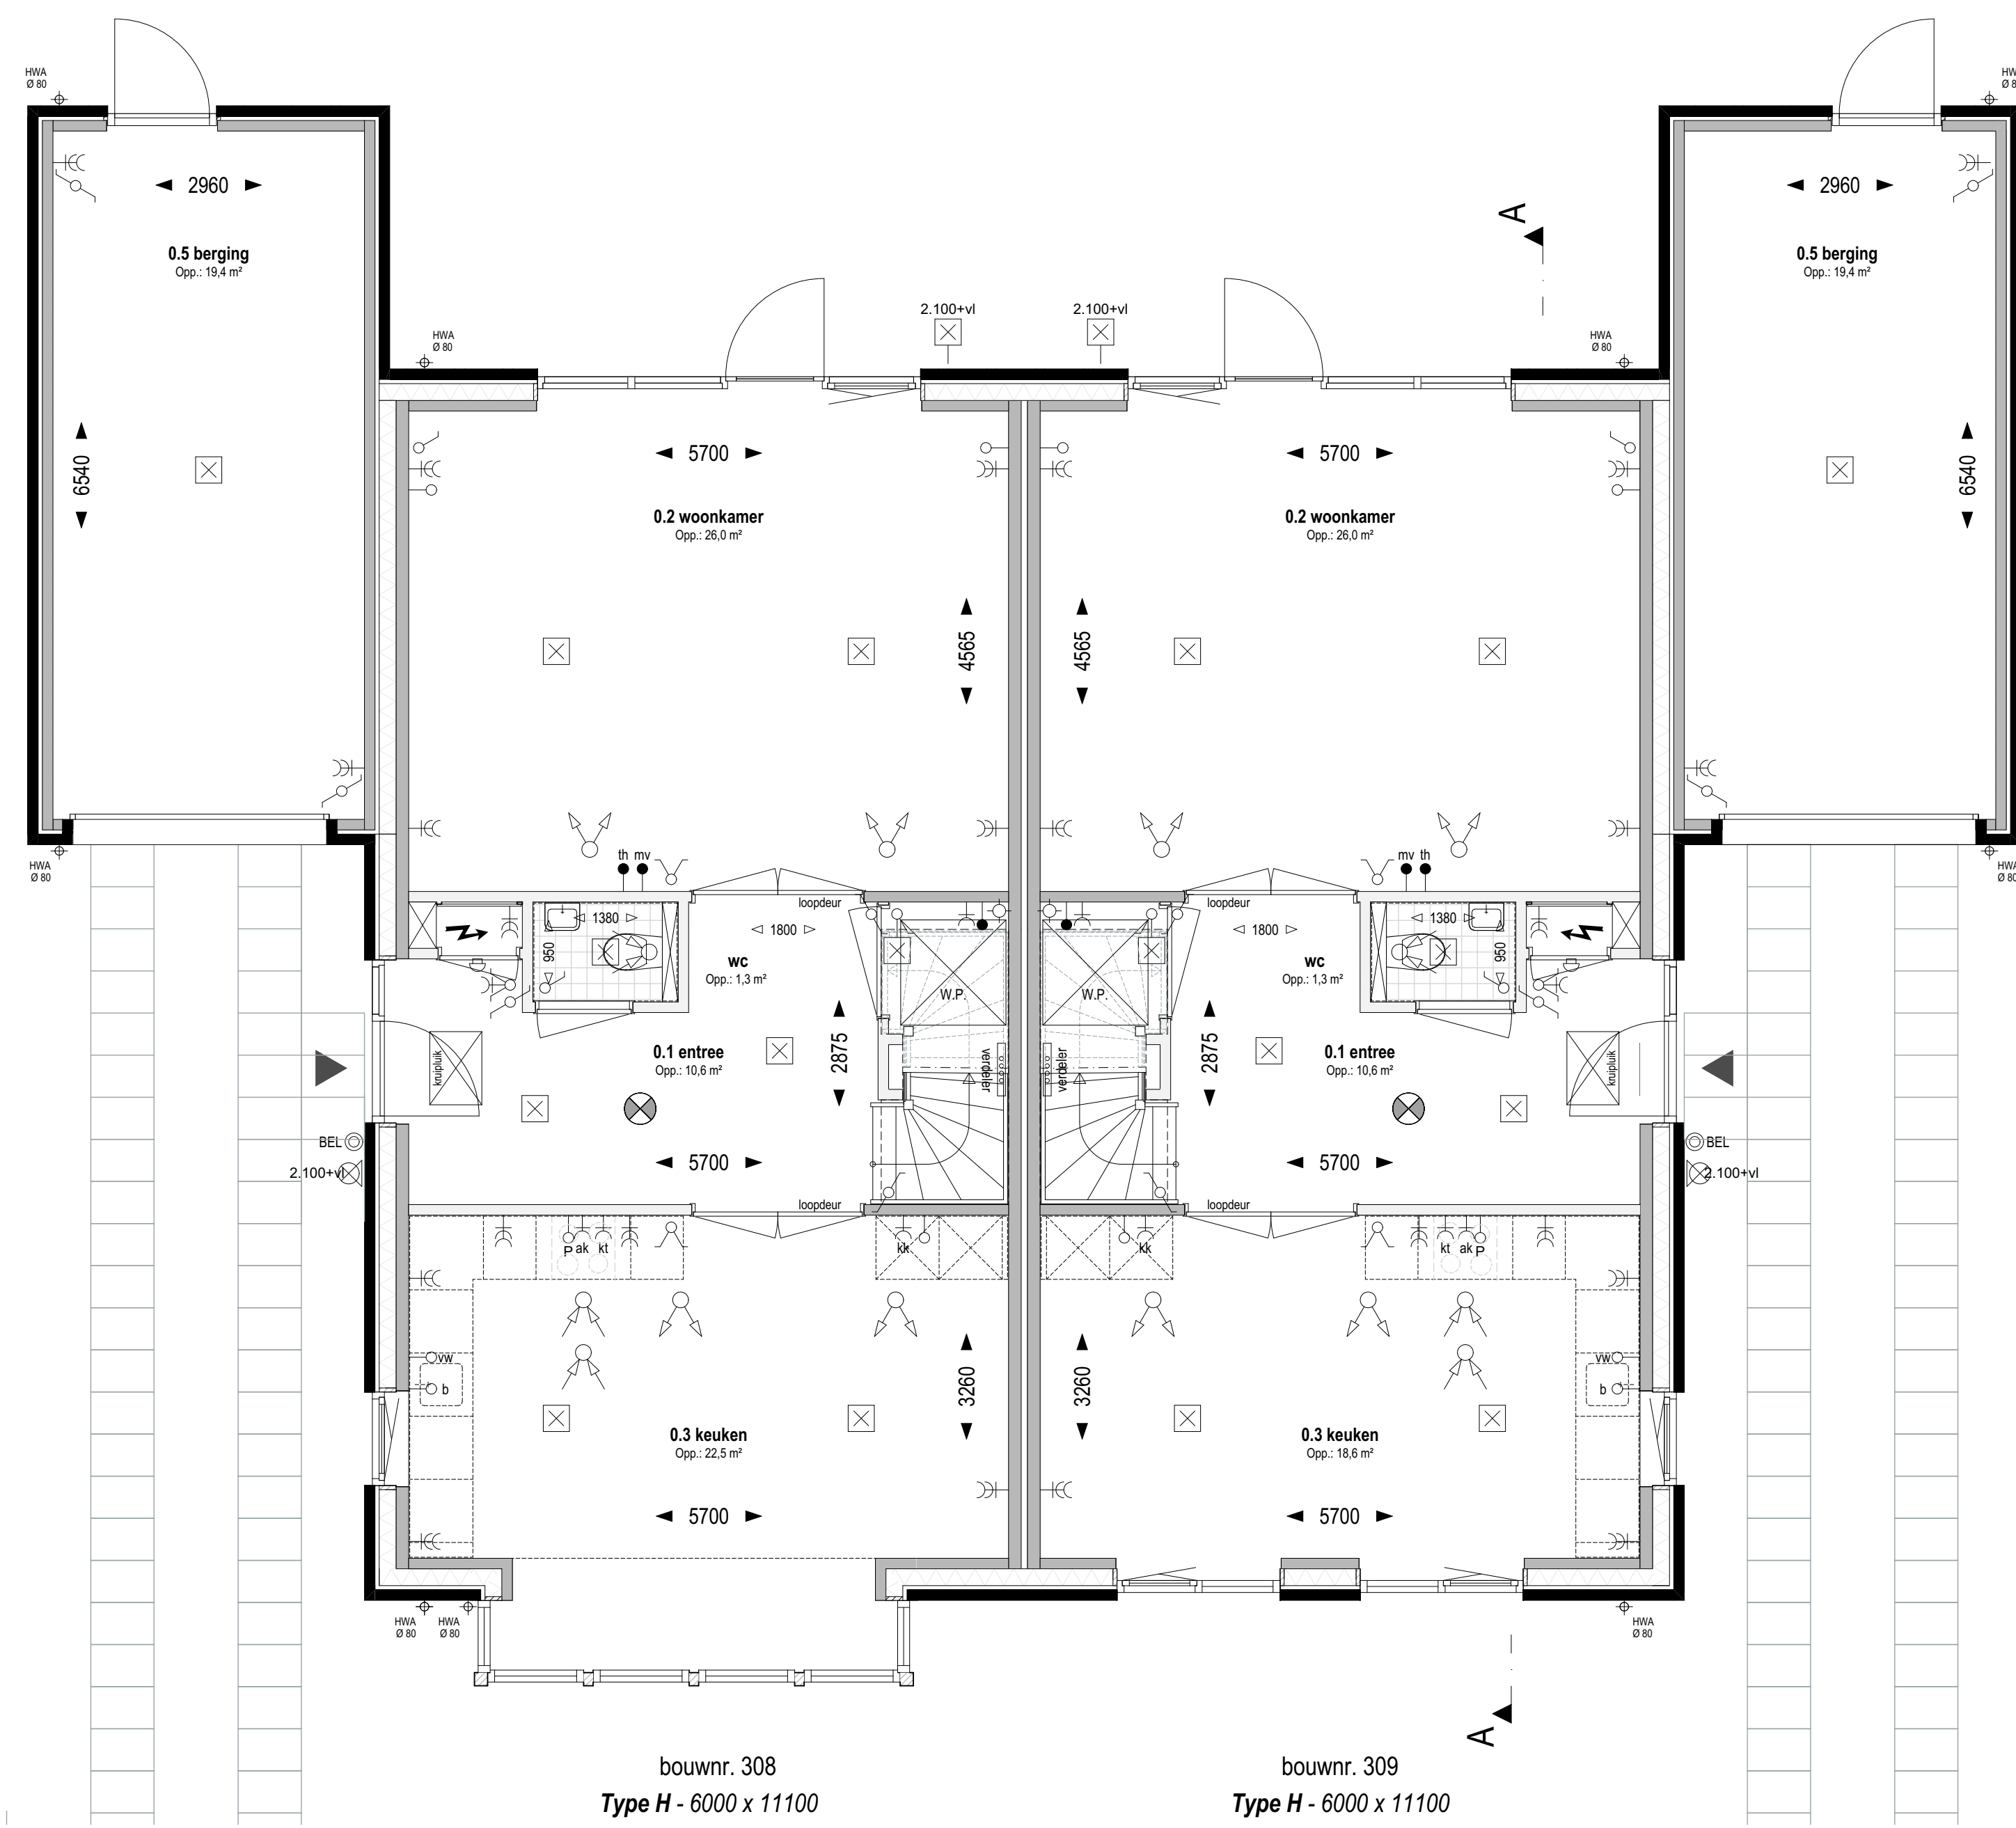 HWA
Ø 80
HW
Ø 8
2960
2960
0.5 berging
Opp.: 19,4 m²
0.5 berging
Opp.: 19,4 m²
A
2.100+vl
2.100+vl
HWA
Ø 80
HWA
Ø 80
6540
5700
5700
6540
0.2 woonkamer
Opp.: 26,0 m²
0.2 woonkamer
Opp.: 26,0 m²
4565
4565
HWA
Ø 80
th mv
mv th
HWA
Ø 80
loopdeur
loopdeur
1380
1800
1800
1380
950
950
wc
Opp.: 1,3 m²
wc
Opp.: 1,3 m²
W.P.
W.P.
kruipluik
0.1 entree
Opp.: 10,6 m²
2875
verdeler
verdeler
2875
0.1 entree
Opp.: 10,6 m²
kruipluik
BEL
2.100+vl
BEL
2.100+vl
5700
5700
loopdeur
loopdeur
P ak kt
kk
kk
kt ak P
vw
b
vw
b
3260
3260
0.3 keuken
Opp.: 22,5 m²
0.3 keuken
Opp.: 18,6 m²
5700
5700
HWA
Ø 80
HWA
Ø 80
HWA
Ø 80
A
bouwnr. 308
Type H - 6000 x 11100
bouwnr. 309
Type H - 6000 x 11100